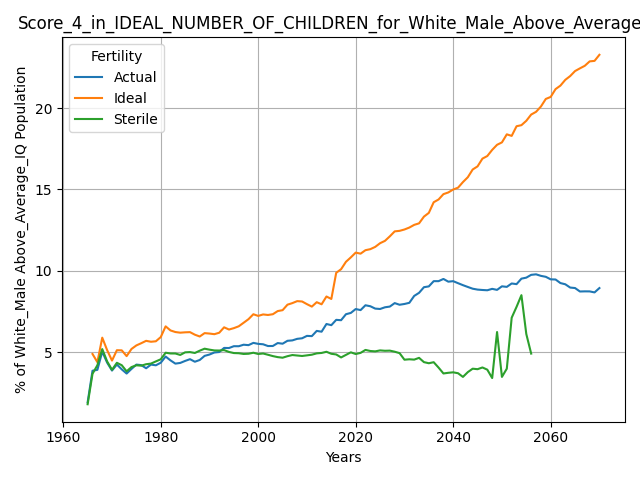 Score_4_in_IDEAL_NUMBER_OF_CHILDREN_for_White_Male_Above_Average
Fertility
Actual
Ideal
Sterile
% of White_Male Above_Average_IQ Population
20
15
10
5
1960 1980 2000 2020 2040 2060
Years